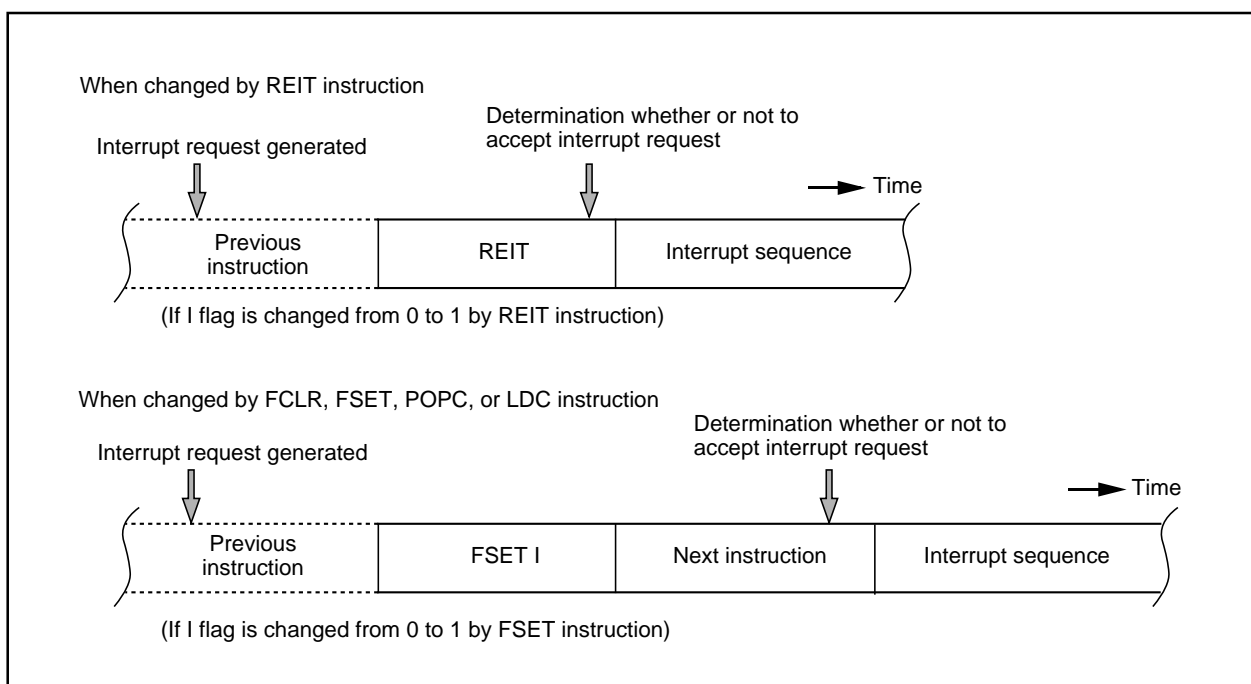 When changed by REIT instruction
Determination whether or not to
accept interrupt request
Interrupt request generated
Time
Previous
instruction
REIT
Interrupt sequence
(If I flag is changed from 0 to 1 by REIT instruction)
When changed by FCLR, FSET, POPC, or LDC instruction
Determination whether or not to
accept interrupt request
Interrupt request generated
Time
Previous
instruction
FSET I
Next instruction
Interrupt sequence
(If I flag is changed from 0 to 1 by FSET instruction)